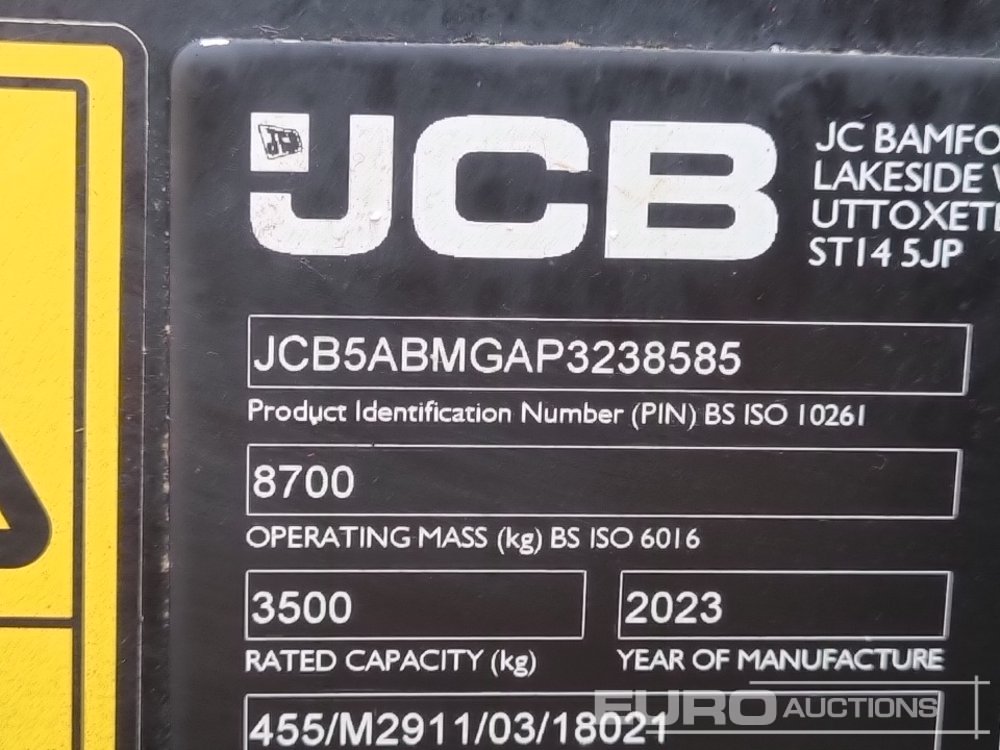 JCB
JCB
JC BAMFO
LAKESIDE
UTTOXET
ST14 5JP
JCB5ABMGAP3238585
Product Identification Number (PIN) BS ISO 10261
8700
OPERATING MASS (kg) BS ISO 6016
3500 2023
RATED CAPACITY (kg) YEAR OF MANUFACTURE
455/M2911/03/18021
EURO AUCTIONS